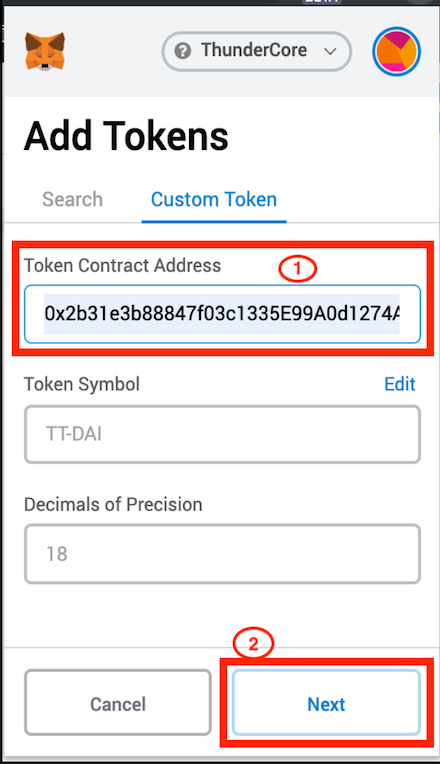 ThunderCore
Add Tokens
Search
Custom Token
Token Contract Address
1
0x2b31e3b88847f03c1335E99A0d1274A
Token Symbol
Edit
TT-DAI
Decimals of Precision
18
2
Cancel
Next